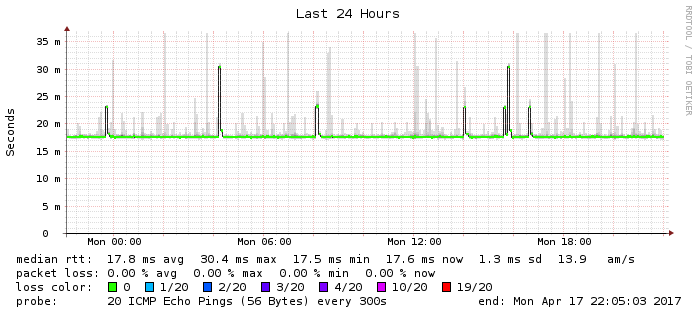 Last 24 Hours
RRDTOOL / TOBI OETIKER
Seconds
35 m
30 m
25 m
20 m
15 m
10 m
5 m
0
Mon 00:00 Mon 06:00 Mon 12:00 Mon 18:00
median rtt: 17.8 ms avg 30.4 ms max 17.5 ms min 17.6 ms now 1.3 ms sd 13.9 am/s
packet loss: 0.00 % avg 0.00 % max 0.00 % min 0.00 % now
loss color: 0 1/20 2/20 3/20 4/20 10/20 19/20
probe: 20 ICMP Echo Pings (56 Bytes) every 300s end: Mon Apr 17 22:05:03 2017